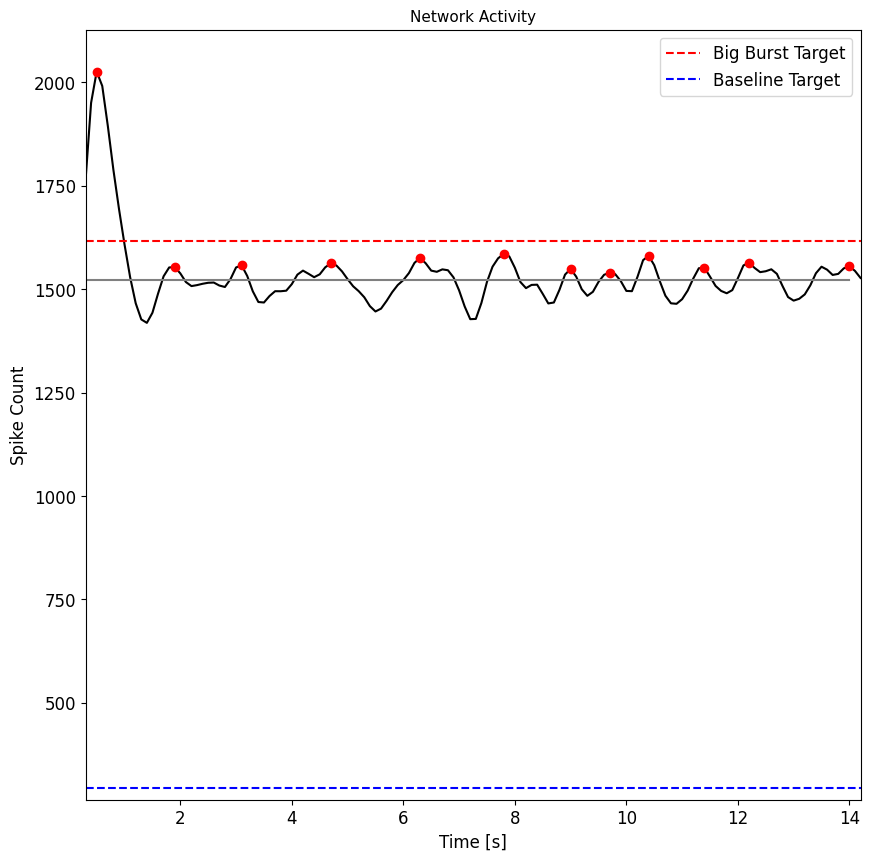 Network Activity
Big Burst Target
Baseline Target
Spike Count
2000
1750
1500
1250
1000
750
500
2 4 6 8 10 12 14
Time [s]